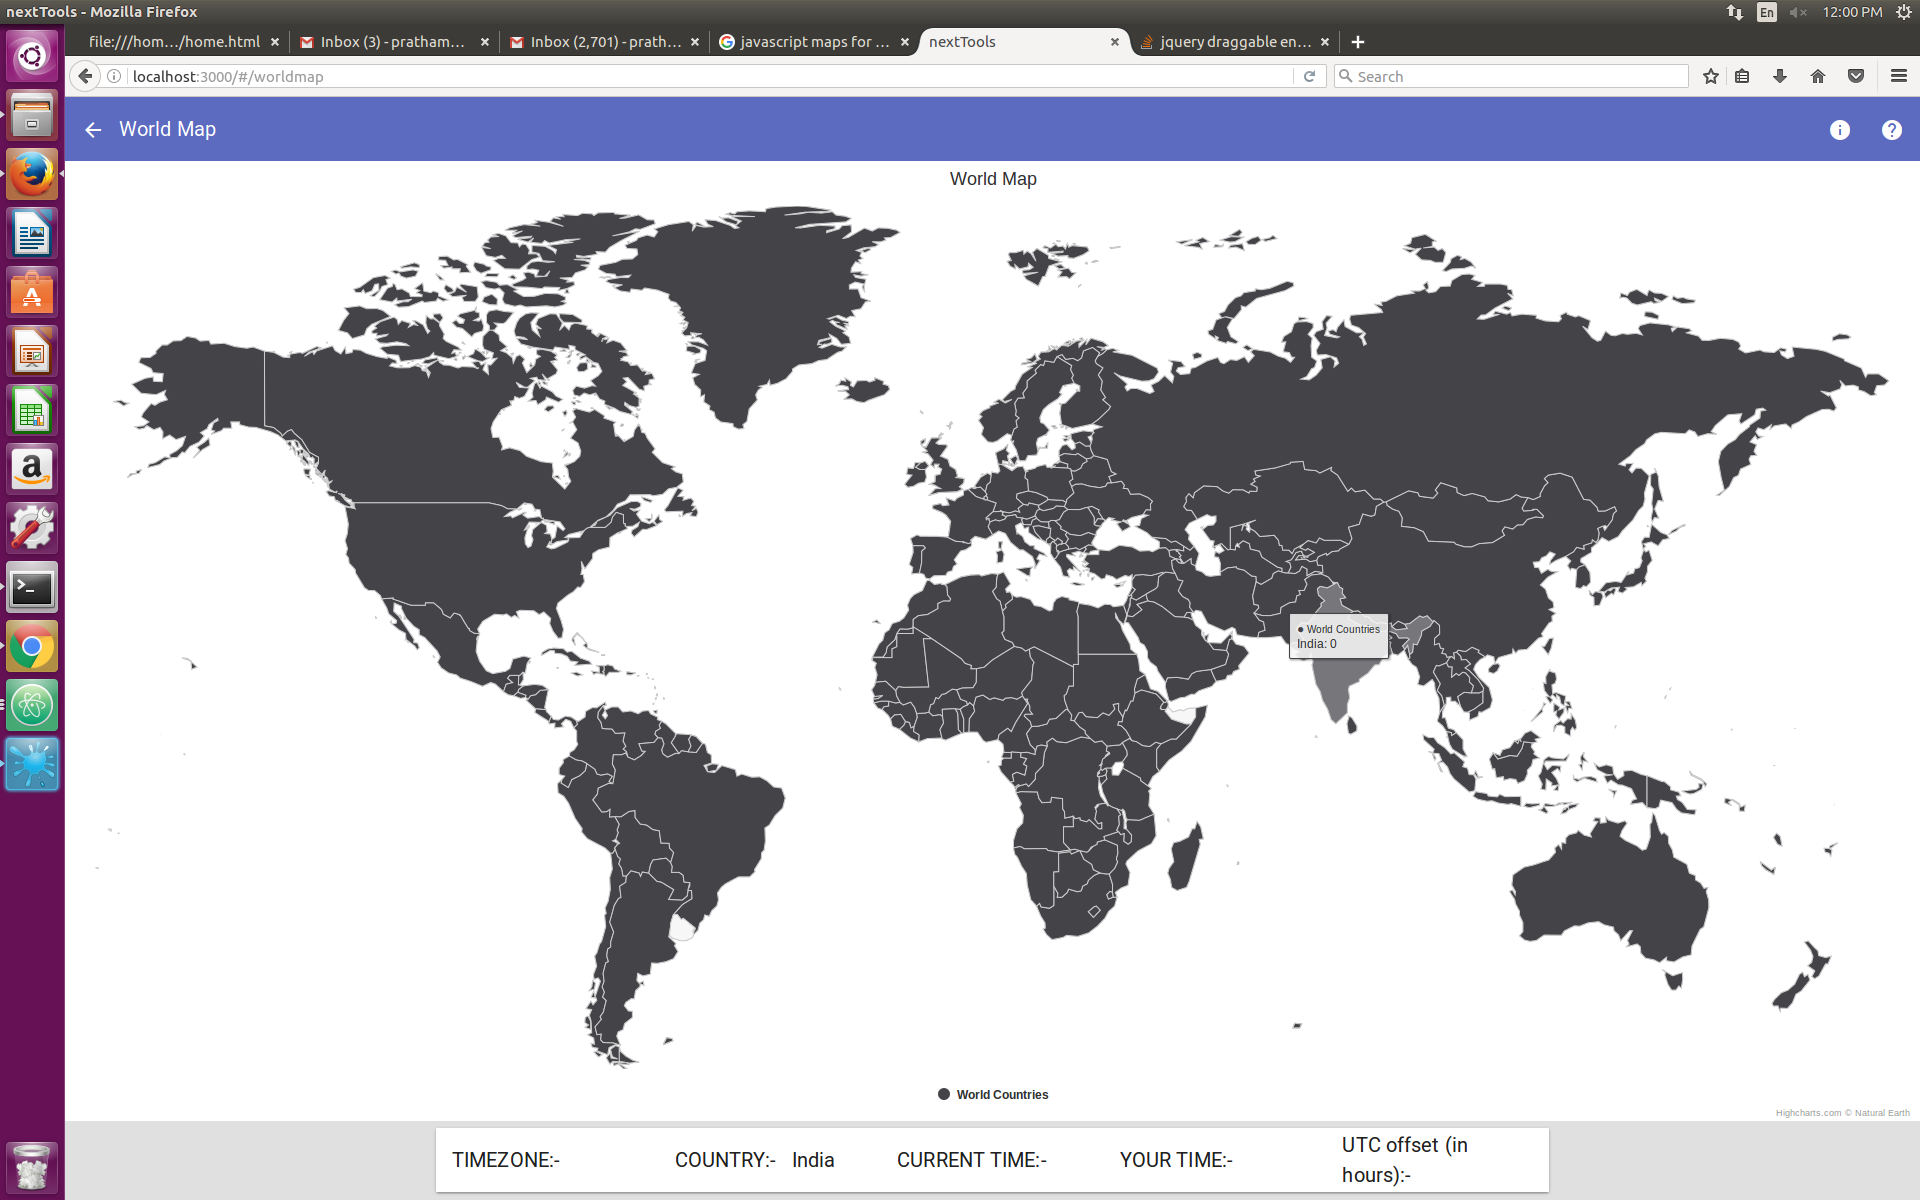 nextTools - Mozilla Firefox
En
12:00 PM
file:///hom…/home.html
Inbox (3) - pratham…
Inbox (2,701) - prath…
javascript maps for …
nextTools
jquery draggable en…
localhost:3000/#/worldmap
Search
World Map
World Map
World Countries
India: 0
World Countries
Highcharts.com © Natural Earth
TIMEZONE:-
COUNTRY:- India
CURRENT TIME:-
YOUR TIME:-
UTC offset (in
hours):-